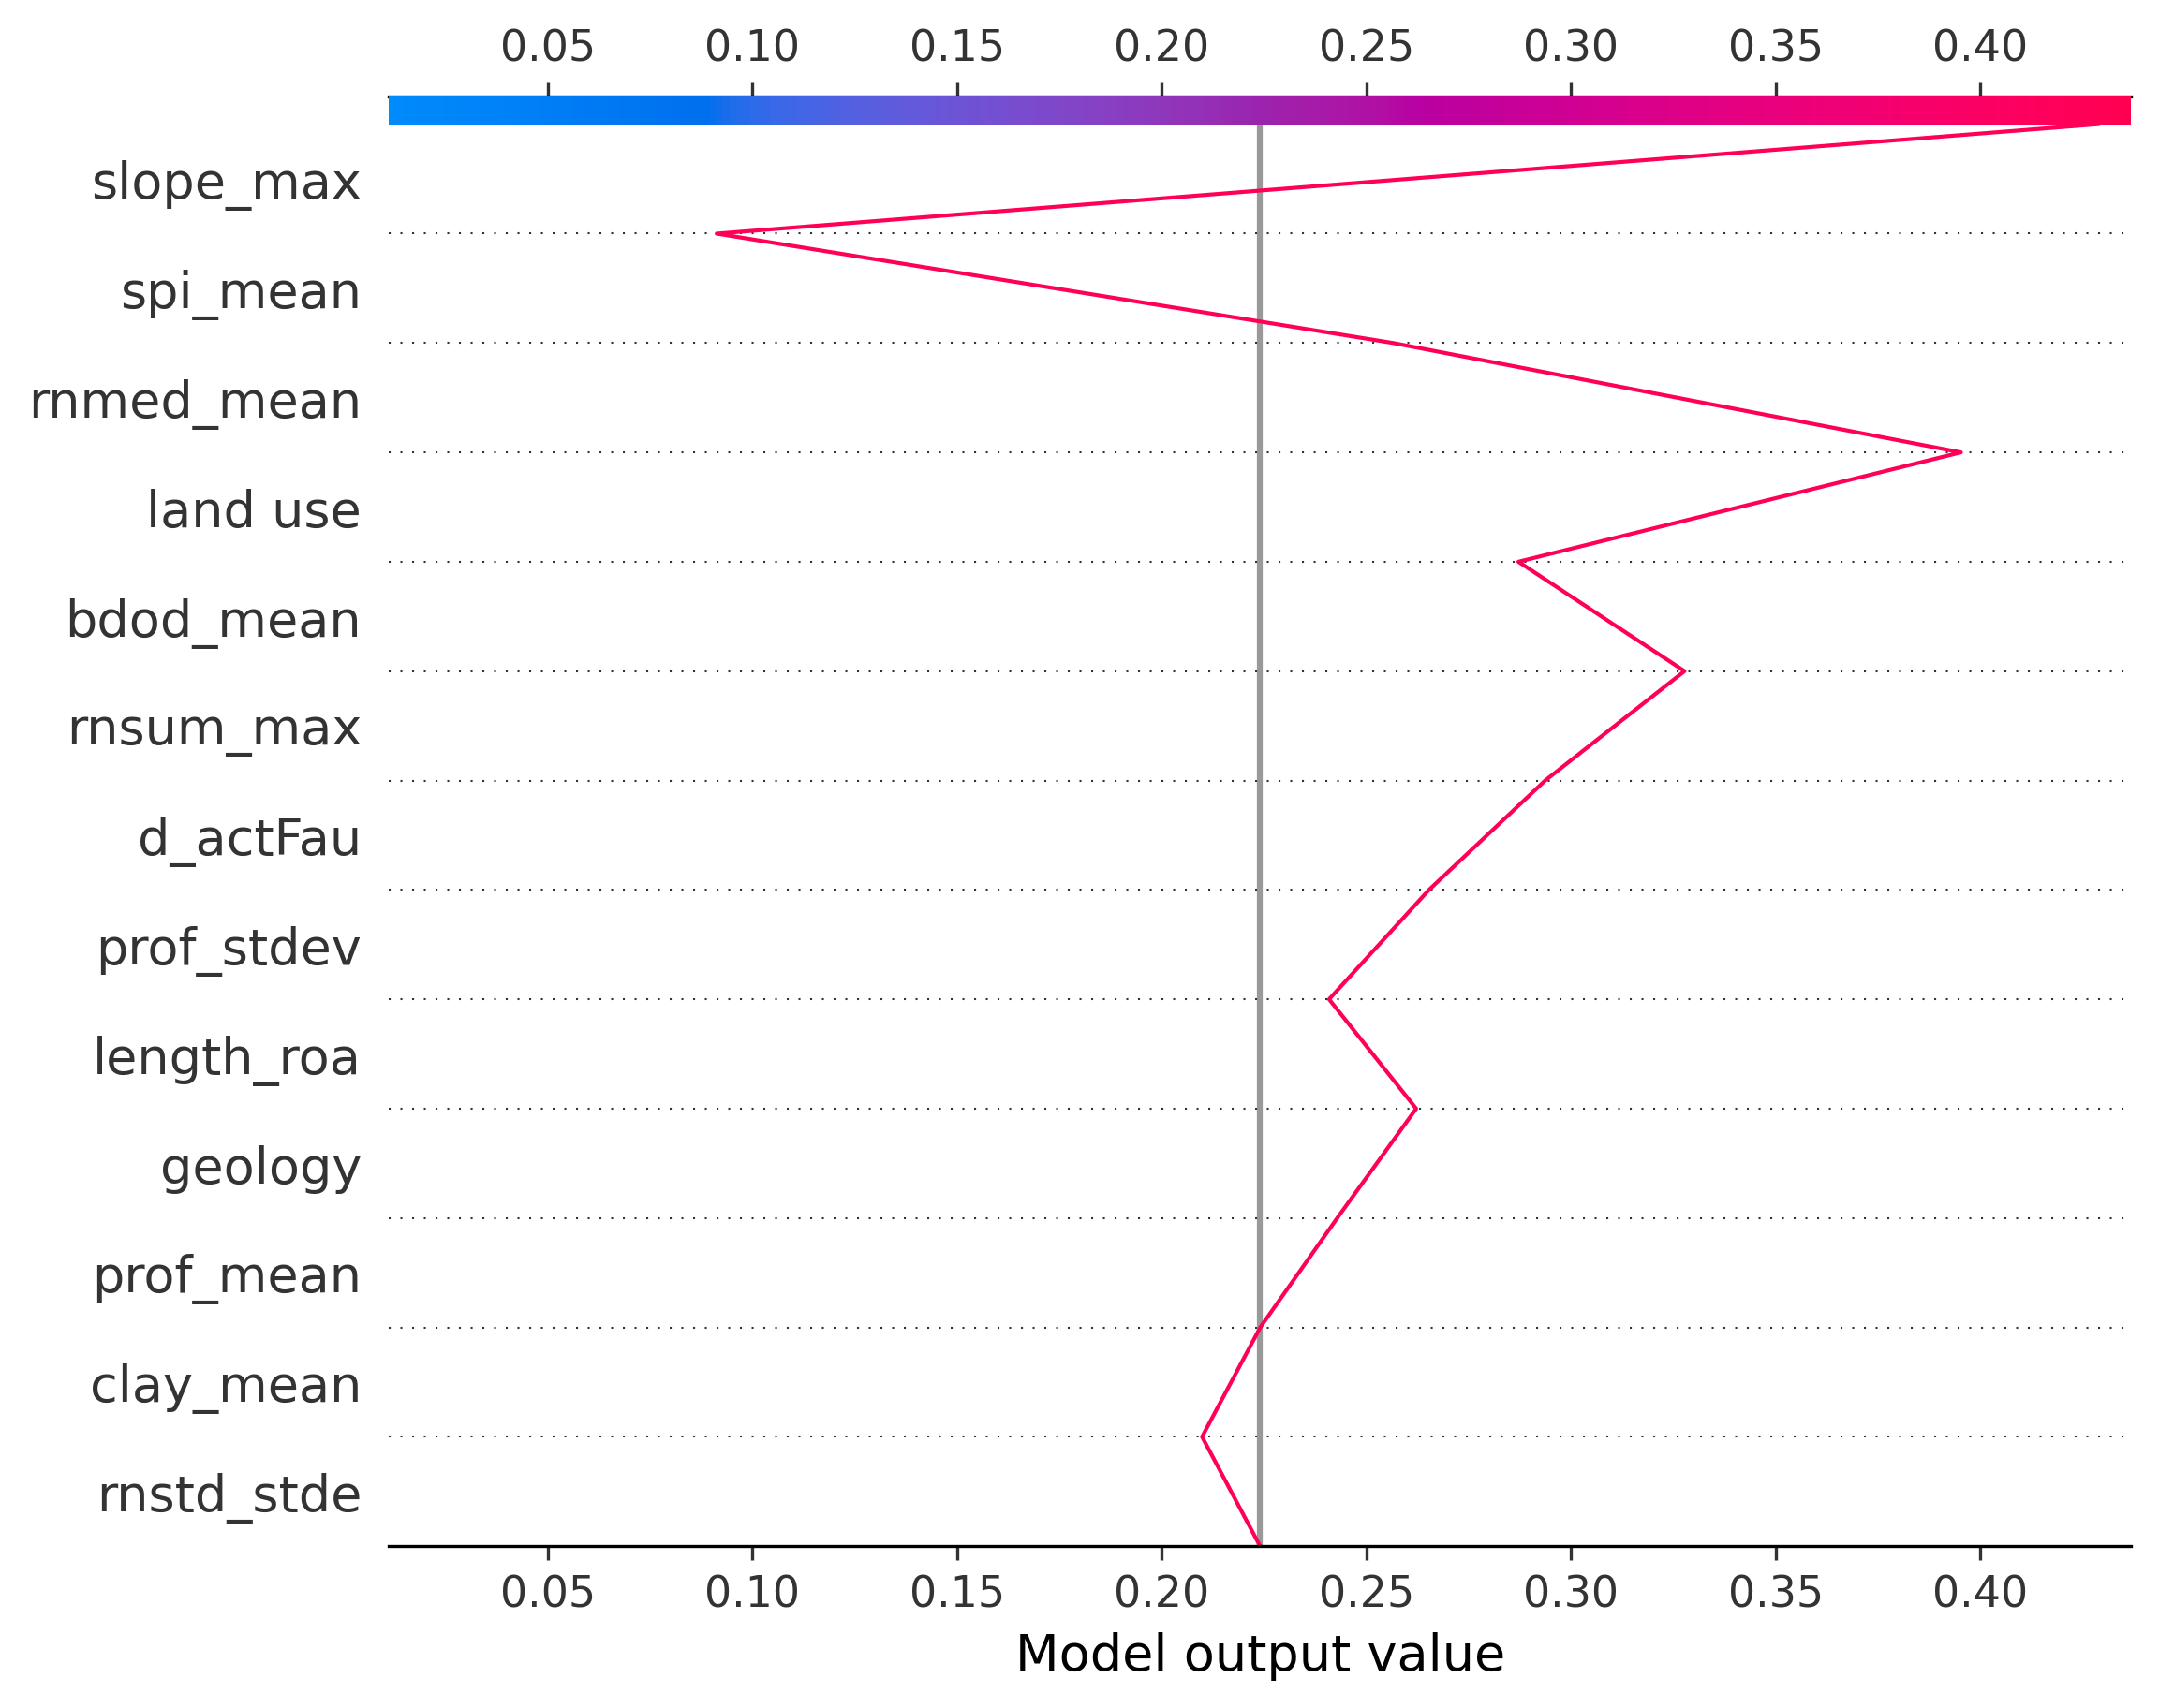 0.05 0.10 0.15 0.20 0.25 0.30 0.35 0.40
slope_max
spi_mean
rnmed_mean
land use
bdod_mean
rnsum_max
d_actFau
prof_stdev
length_roa
geology
prof_mean
clay_mean
rnstd_stde
0.05 0.10 0.15 0.20 0.25 0.30 0.35 0.40
Model output value